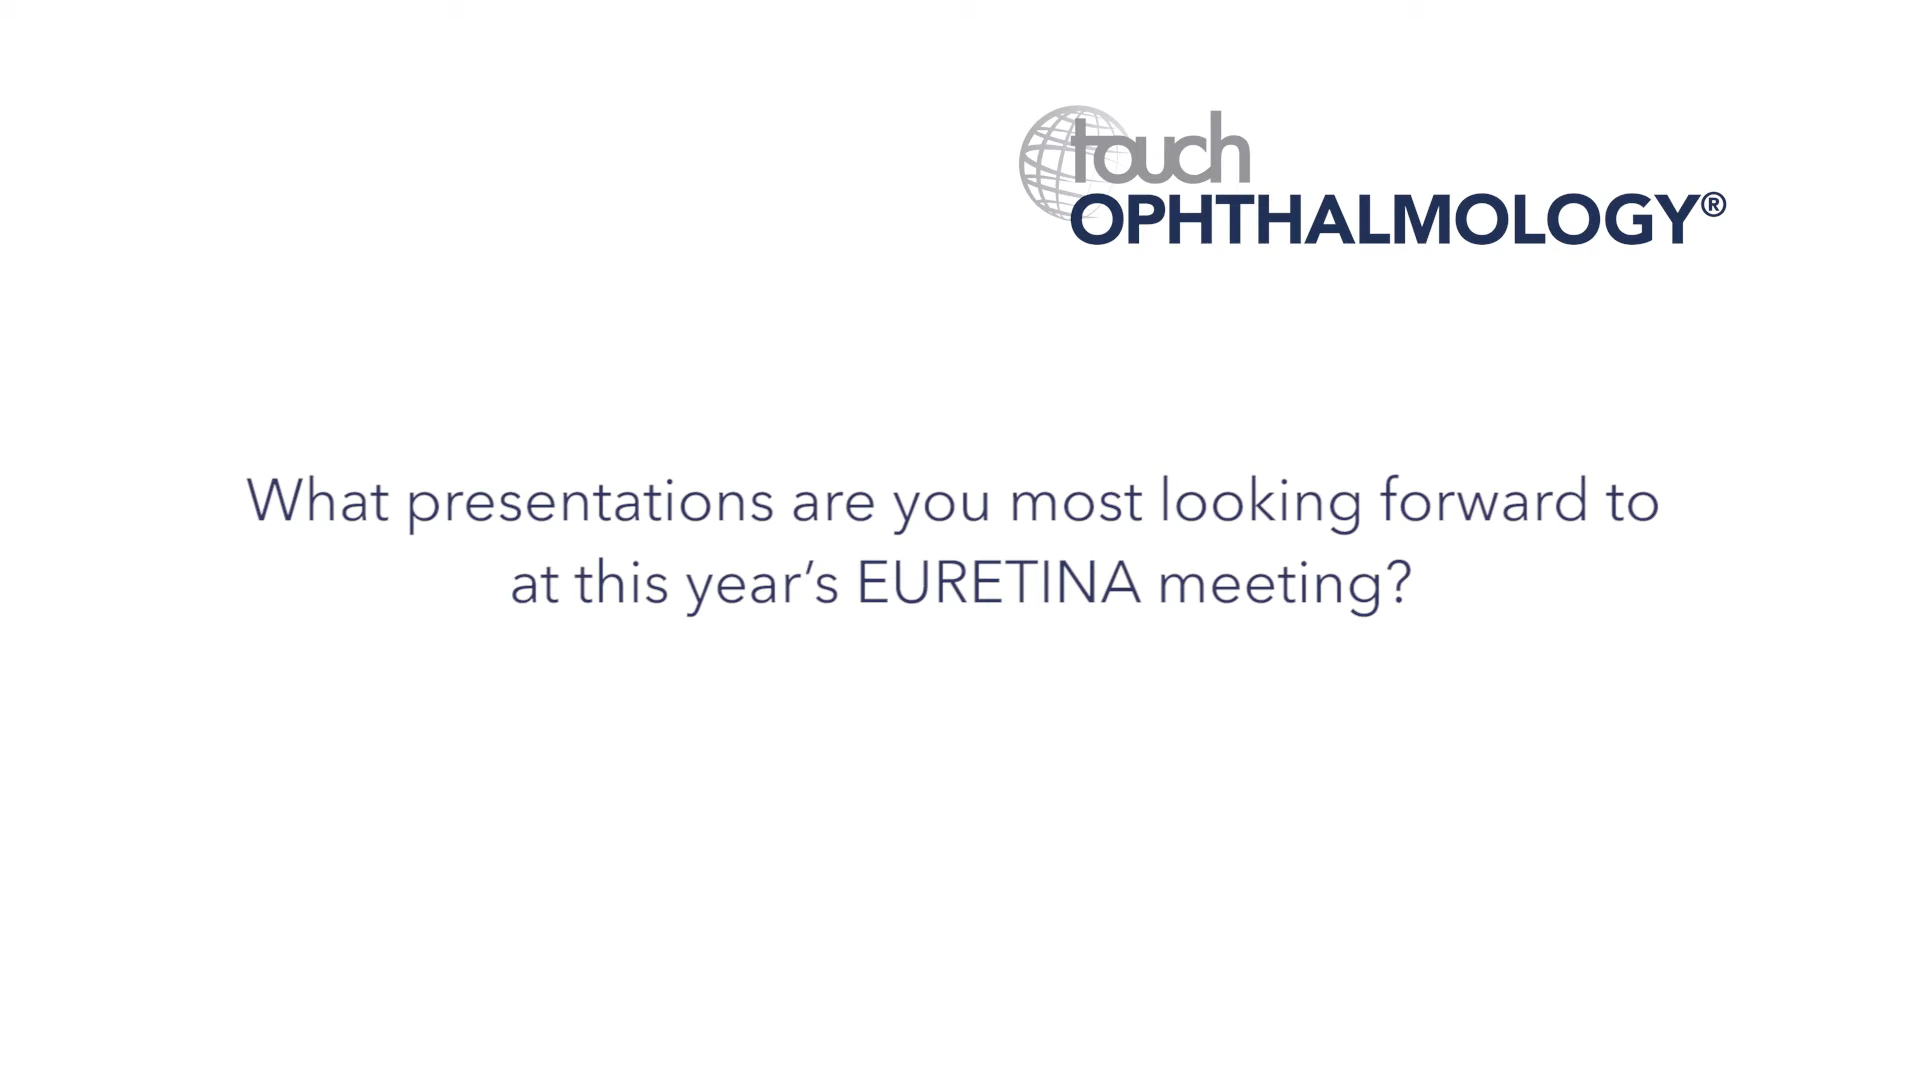 touch
OPHTHALMOLOGY®
What presentations are you most looking forward to
at this year’s EURETINA meeting?